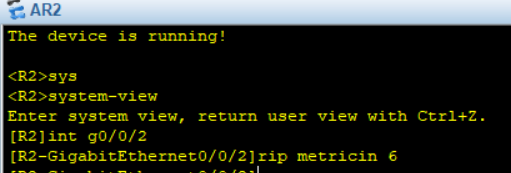 AR2
The device is running!
<R2>sys
<R2>system-view
Enter system view, return user view with Ctrl+Z.
[R2]int g0/0/2
[R2-GigabitEthernet0/0/2]rip metricin 6